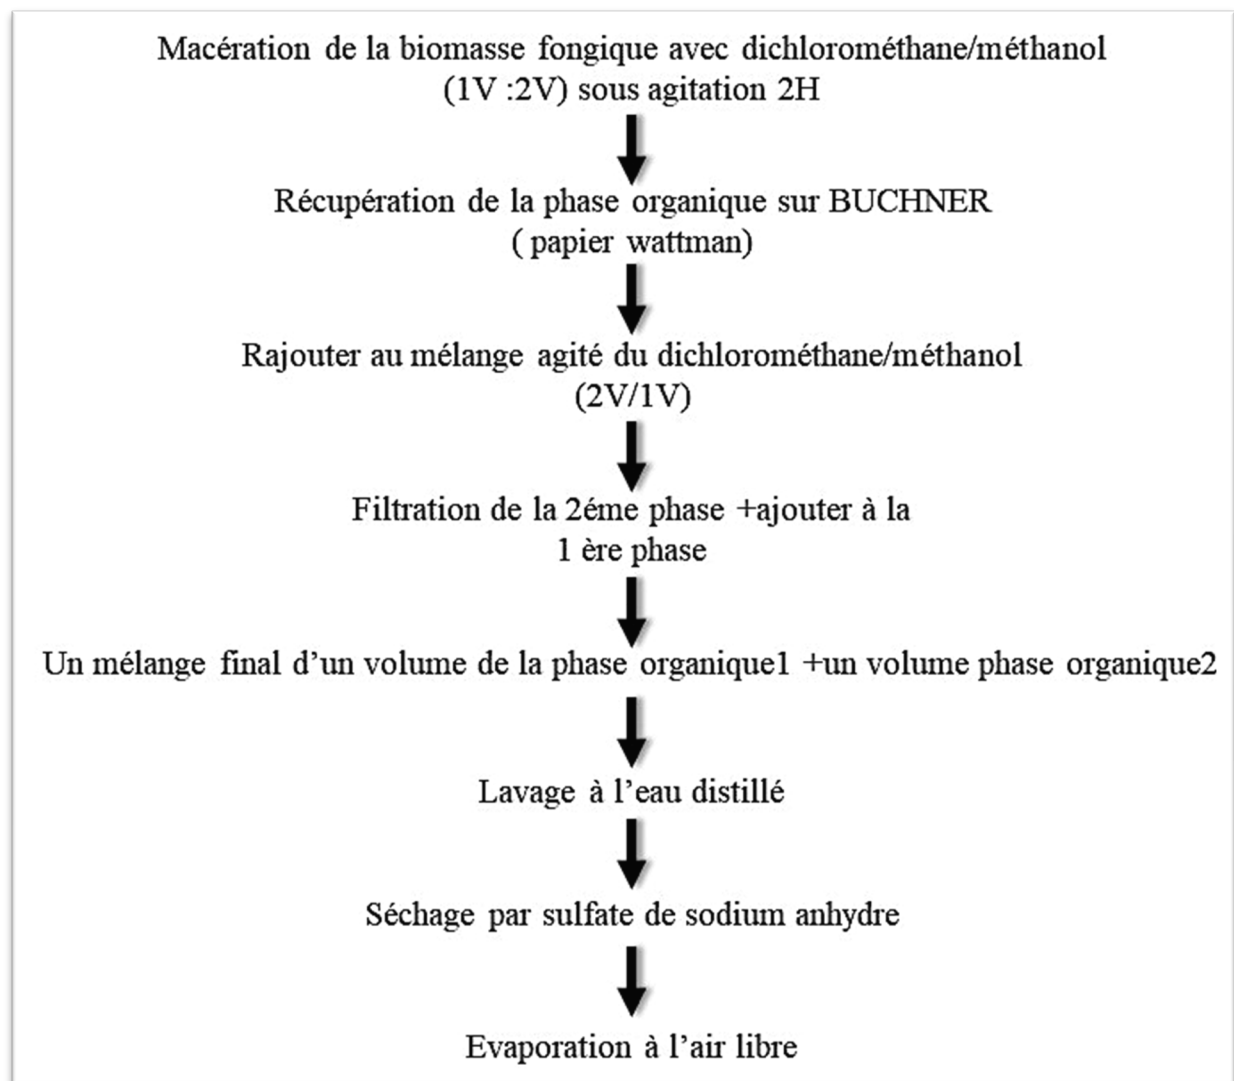 Macération de la biomasse fongique avec dichlorométhane/méthanol
(1V :2V) sous agitation 2H
Récupération de la phase organique sur BUCHNER
( papier wattman)
Rajouter au mélange agité du dichlorométhane/méthanol
(2V/1V)
Filtration de la 2éme phase +ajouter à la
1 ère phase
Un mélange final d’un volume de la phase organique1 +un volume phase organique2
Lavage à l’eau distillé
Séchage par sulfate de sodium anhydre
Evaporation à l’air libre